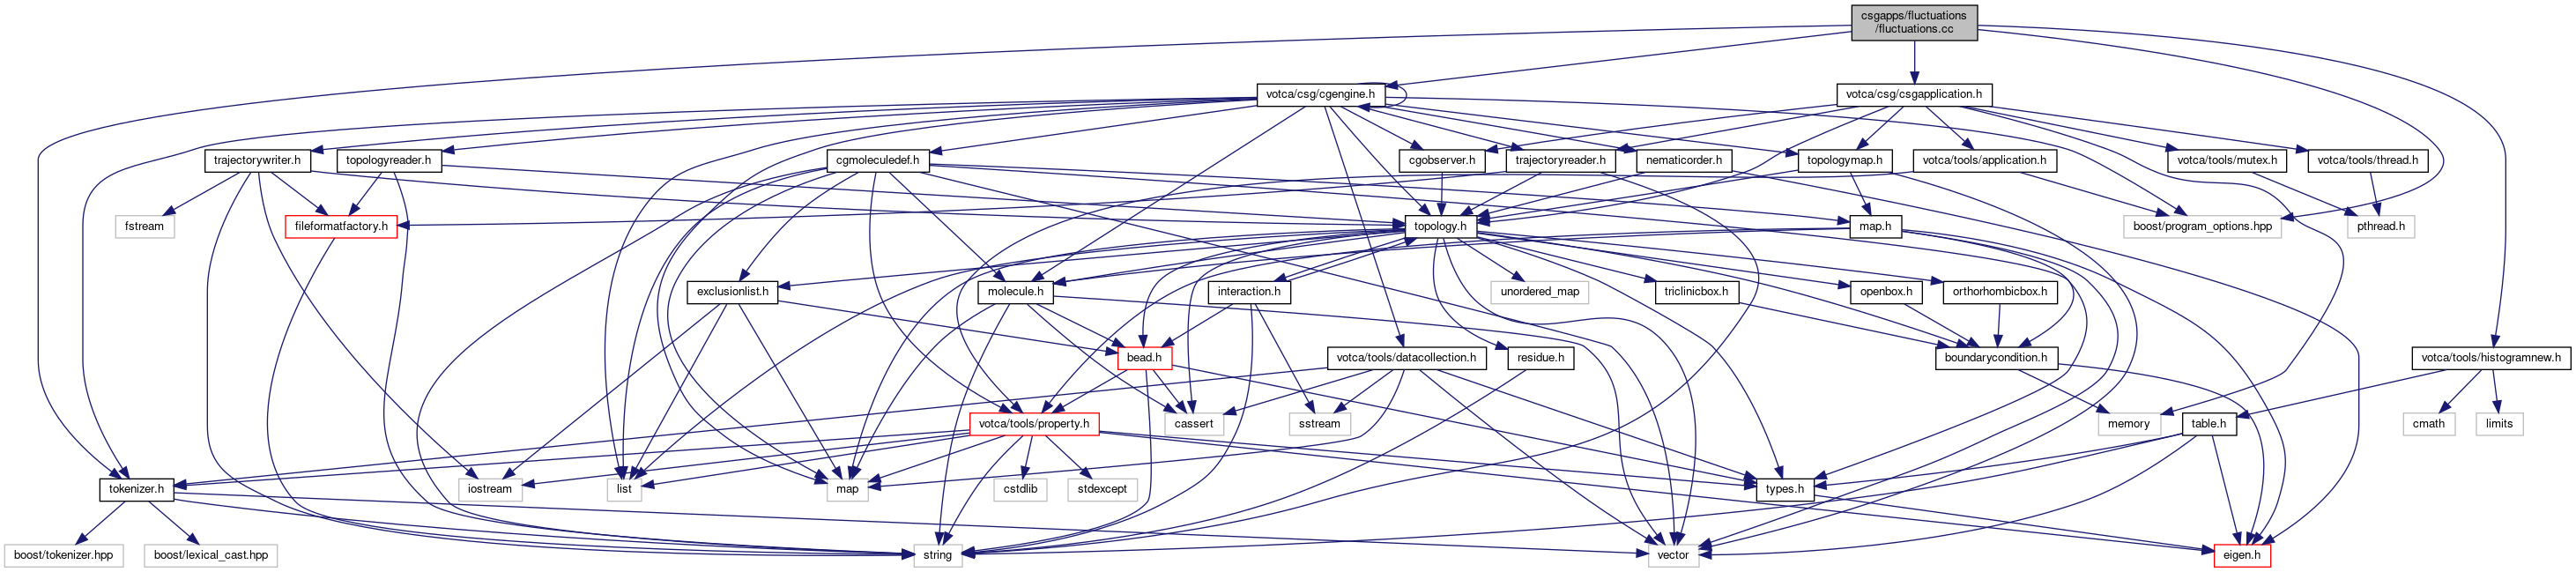 csgapps/fluctuations
/fluctuations.cc
votca/csg/cgengine.h
votca/csg/csgapplication.h
trajectorywriter.h
topologyreader.h
cgmoleculedef.h
cgobserver.h
trajectoryreader.h
nematicorder.h
topologymap.h
votca/tools/application.h
votca/tools/mutex.h
votca/tools/thread.h
fstream
fileformatfactory.h
topology.h
map.h
boost/program_options.hpp
pthread.h
exclusionlist.h
molecule.h
interaction.h
unordered_map
triclinicbox.h
openbox.h
orthorhombicbox.h
bead.h
votca/tools/datacollection.h
residue.h
boundarycondition.h
votca/tools/histogramnew.h
votca/tools/property.h
cassert
sstream
memory
table.h
cmath
limits
tokenizer.h
iostream
list
map
cstdlib
stdexcept
types.h
boost/tokenizer.hpp
boost/lexical_cast.hpp
string
vector
eigen.h